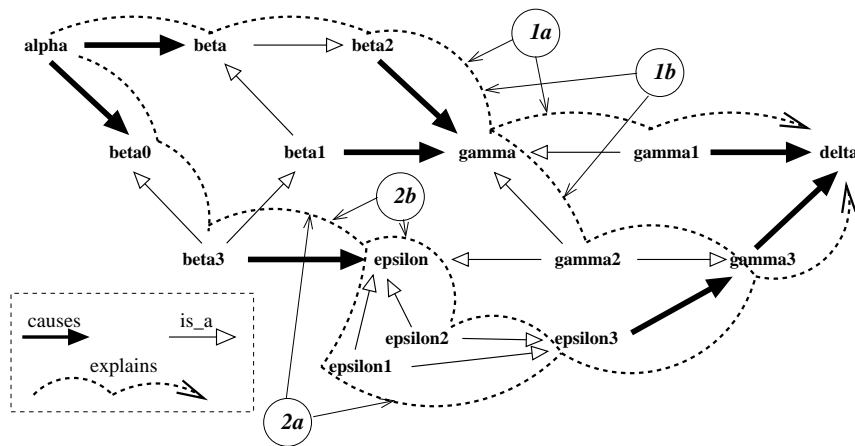 1a
alpha beta beta2
1b
beta0 beta1 gamma gamma1 delta
2b
beta3 epsilon gamma2 gamma3
causes is_a
epsilon2 epsilon3
explains epsilon1
2a